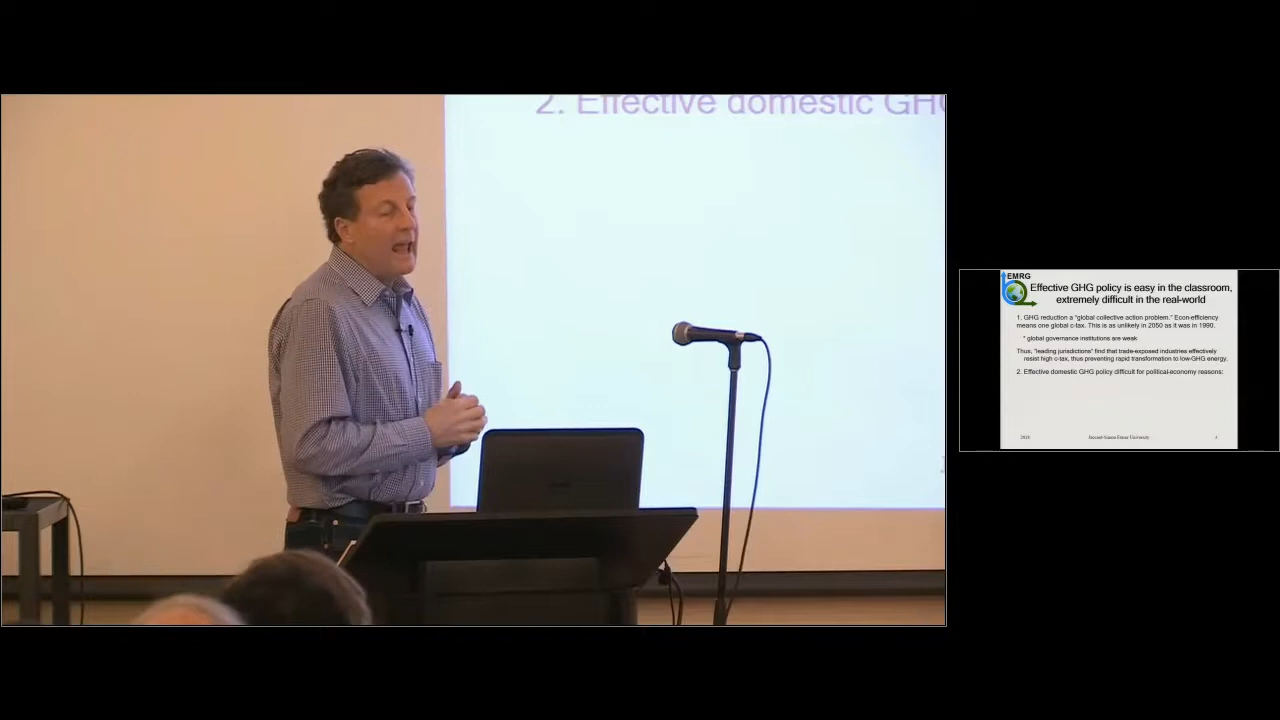 2. Effective domestic GHG
EMRG
Effective GHG policy is easy in the classroom,
extremely difficult in the real-world
1. GHG reduction a "global collective action problem." Econ-efficiency
means one global c-tax. This is as unlikely in 2050 as it was in 1990.
* global governance institutions are weak
Thus, "leading jurisdictions" find that trade-exposed industries effectively
resist high c-tax, thus preventing rapid transformation to low-GHG energy.
2. Effective domestic GHG policy difficult for political-economy reasons:
Jaccard-Simon Fraser University